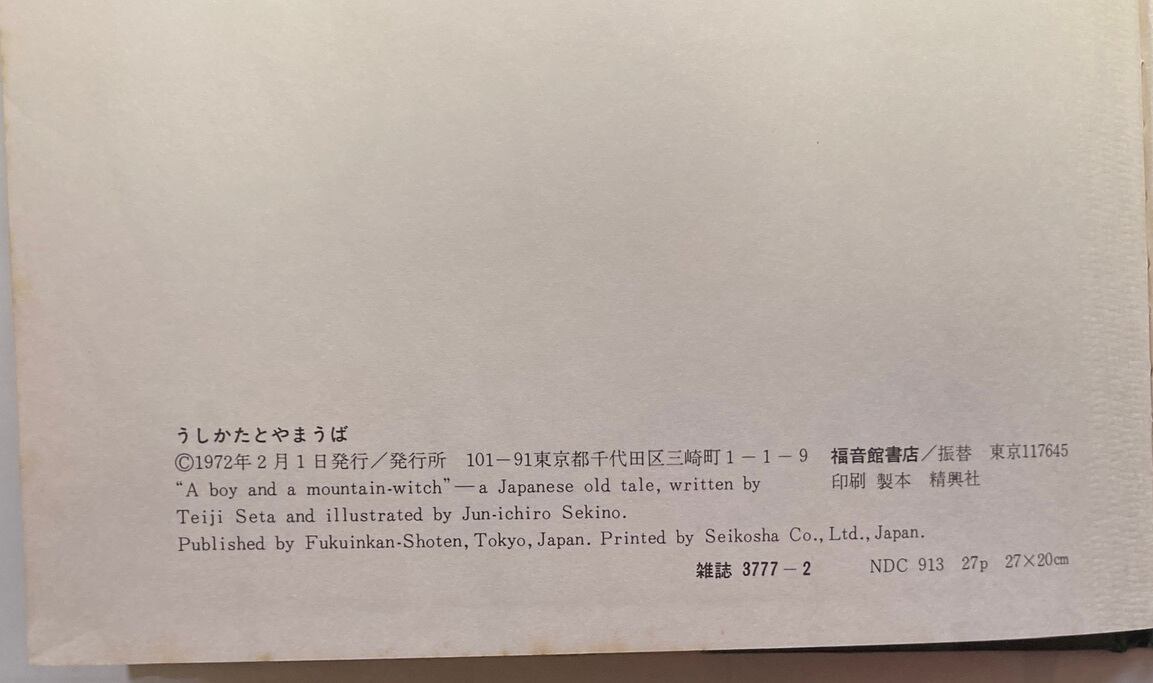 うしかたとやまうば
©1972年2月1日発行／発行所　101－91東京都千代田区三崎町1－1－9　福音館書店／振替　東京117645
“A boy and a mountain-witch”—a Japanese old tale, written by　印刷 製本　精興社
Teiji Seta and illustrated by Jun-ichiro Sekino.
Published by Fukuinkan-Shoten, Tokyo, Japan. Printed by Seikosha Co., Ltd., Japan.
雑誌 3777－2　NDC 913　27p　27×20cm